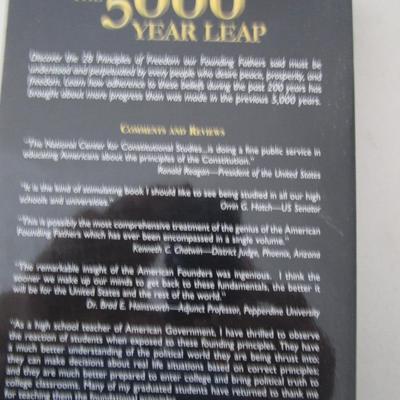 THE
5000
YEAR LEAP
Discover the 28 Principles of Freedom our Founding Fathers said must be
understood and perpetuated by every people who desire peace, prosperity, and
freedom. Learn how adherence to these beliefs during the past 200 years has
brought about more progress than was made in the previous 5,000 years.
COMMENTS AND REVIEWS
"The National Center for Constitutional Studies...is doing a fine public service in
educating Americans about the principles of the Constitution."
Ronald Reagan—President of the United States
"It is the kind of stimulating book I should like to see being studied in all our high
schools and universities."
Orrin G. Hatch—US Senator
"This is possibly the most comprehensive treatment of the genius of the American
Founding Fathers which has ever been encompassed in a single volume."
Kenneth C. Chatwin—District Judge, Phoenix, Arizona
"The remarkable insight of the American Founders was ingenious. I think the
sooner we make up our minds to get back to these fundamentals, the better it
will be for the United States and the rest of the world."
Dr. Brad E. Hainsworth—Adjunct Professor, Pepperdine University
"As a high school teacher of American Government, I have thrilled to observe
the reaction of students when exposed to these founding principles. They have
a much better understanding of the political world they are being thrust into;
they can make decisions about real life situations based on correct principles
and they are much better prepared to enter college and bring political truth to
college classrooms. Many of my graduated students have returned to thank me
for teaching them the foundational